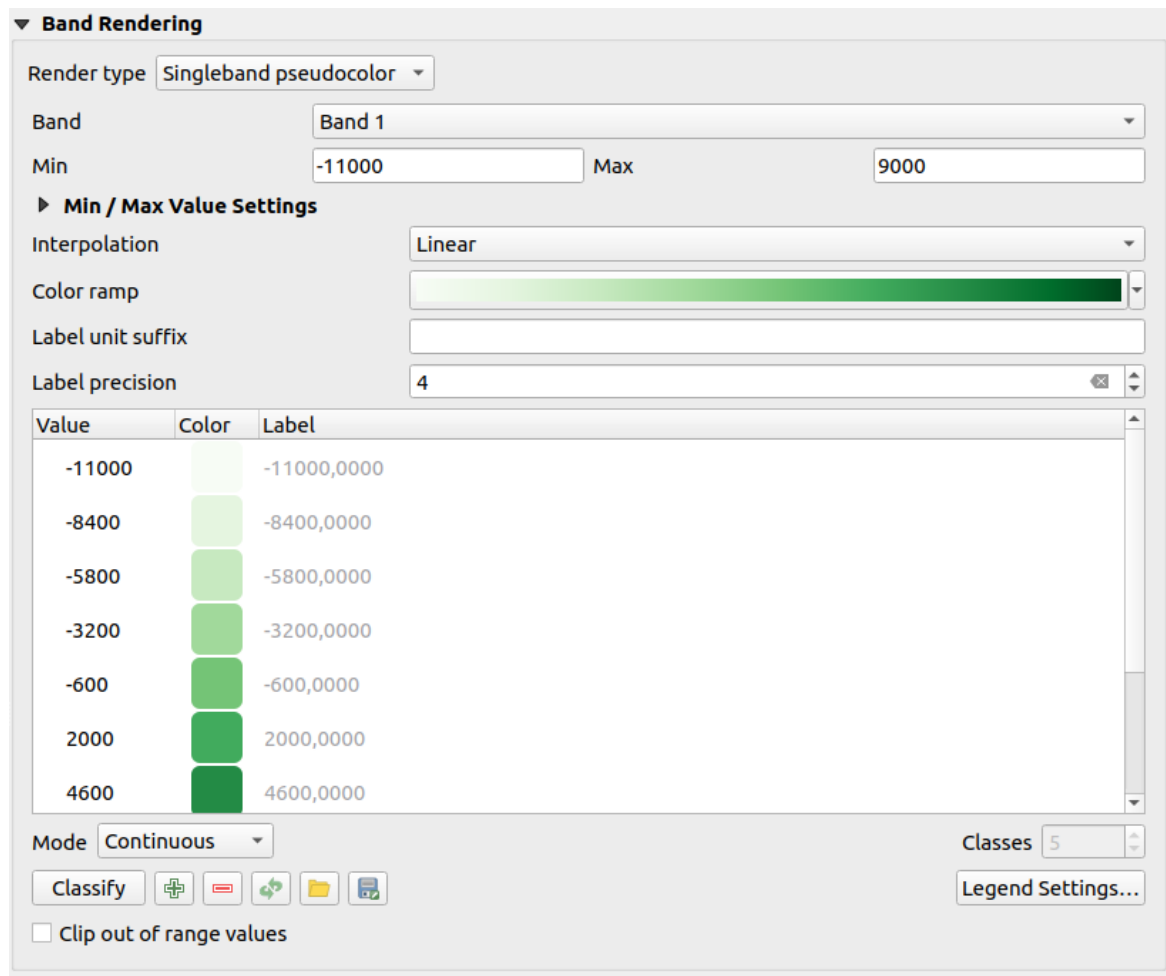 Band Rendering
Render type Singleband pseudocolor
Band Band 1
Min -11000 Max 9000
Min / Max Value Settings
Interpolation Linear
Color ramp
Label unit suffix
Label precision 4
Value Color Label
-11000 -11000,0000
-8400 -8400,0000
-5800 -5800,0000
-3200 -3200,0000
-600 -600,0000
2000 2000,0000
4600 4600,0000
Mode Continuous Classes 5
Classify Legend Settings...
Clip out of range values